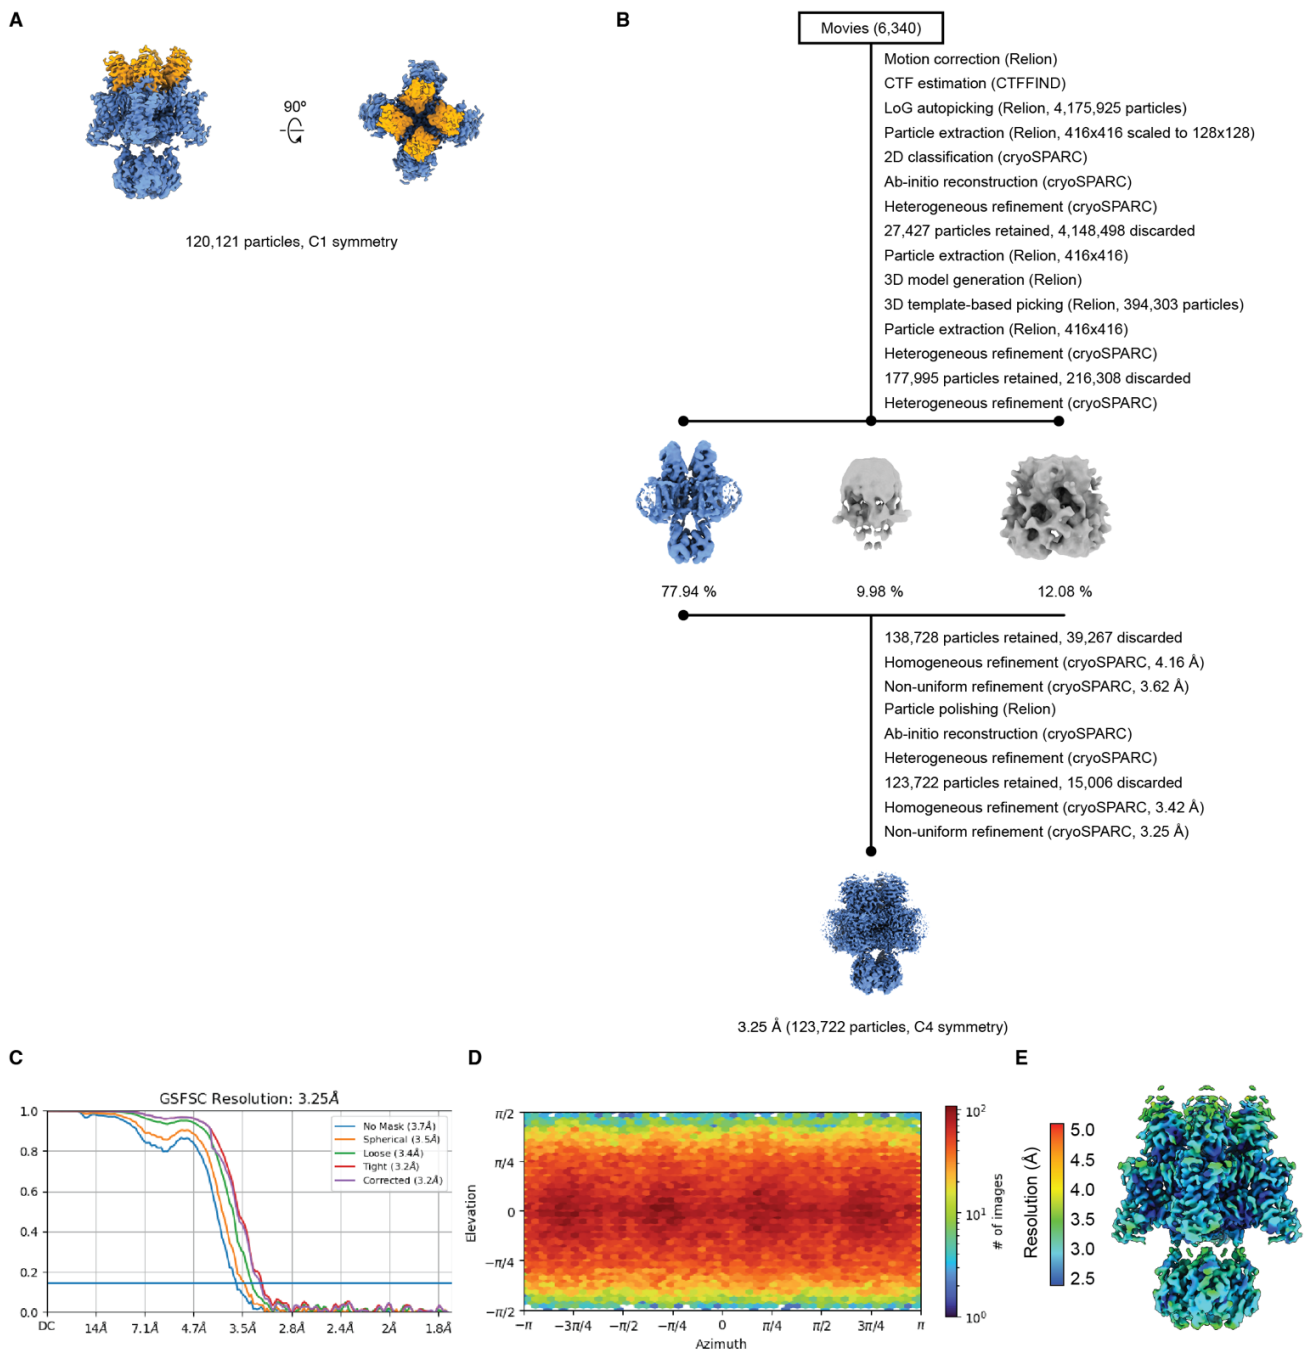 A
90º
120,121 particles, C1 symmetry
B
Movies (6,340)
Motion correction (Relion)
CTF estimation (CTFFIND)
LoG autopicking (Relion, 4,175,925 particles)
Particle extraction (Relion, 416x416 scaled to 128x128)
2D classification (cryoSPARC)
Ab-initio reconstruction (cryoSPARC)
Heterogeneous refinement (cryoSPARC)
27,427 particles retained, 4,148,498 discarded
Particle extraction (Relion, 416x416)
3D model generation (Relion)
3D template-based picking (Relion, 394,303 particles)
Particle extraction (Relion, 416x416)
Heterogeneous refinement (cryoSPARC)
177,995 particles retained, 216,308 discarded
Heterogeneous refinement (cryoSPARC)
77.94 %
9.98 %
12.08 %
138,728 particles retained, 39,267 discarded
Homogeneous refinement (cryoSPARC, 4.16 Å)
Non-uniform refinement (cryoSPARC, 3.62 Å)
Particle polishing (Relion)
Ab-initio reconstruction (cryoSPARC)
Heterogeneous refinement (cryoSPARC)
123,722 particles retained, 15,006 discarded
Homogeneous refinement (cryoSPARC, 3.42 Å)
Non-uniform refinement (cryoSPARC, 3.25 Å)
3.25 Å (123,722 particles, C4 symmetry)
C
GSFSC Resolution: 3.25Å
1.0
0.8
0.6
0.4
0.2
0.0
No Mask (3.7Å)
Spherical (3.5Å)
Loose (3.4Å)
Tight (3.2Å)
Corrected (3.2Å)
DC 14Å 7.1Å 4.7Å 3.5Å 2.8Å 2.4Å 2Å 1.8Å
D
Elevation
π/2
π/4
0
−π/4
−π/2
−π −3π/4 −π/2 −π/4 0 π/4 π/2 3π/4 π
Azimuth
10²
10¹
10⁰
# of images
E
Resolution (Å)
5.0
4.5
4.0
3.5
3.0
2.5